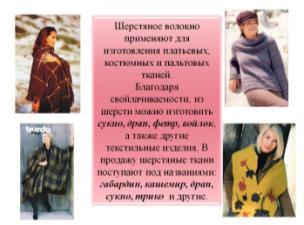 Шерстяное волокно
применяют для
изготовления платьевых,
костюмных и пальтовых
тканей.
Благодаря
свойлачиваемости, из
шерсти можно изготовить
сукно, драп, фетр, войлок,
а также другие
текстильные изделия. В
продажу шерстяные ткани
поступают под названиями:
габардин, кашемир, драп,
сукно, трико и другие.
burda